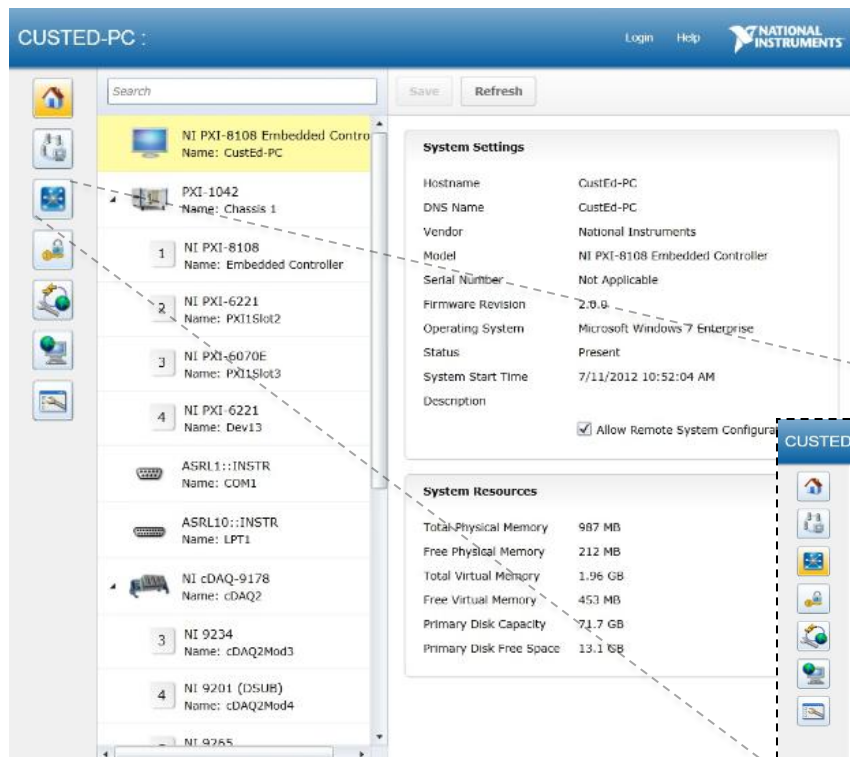 CUSTED-PC :
Login Help NATIONAL INSTRUMENTS
Search
Save Refresh
NI PXI-8108 Embedded Contro
Name: CustEd-PC
PXI-1042
Name: Chassis 1
1 NI PXI-8108
Name: Embedded Controller
2 NI PXI-6221
Name: PXI1Slot2
3 NI PXI-6070E
Name: PXI1Slot3
4 NI PXI-6221
Name: Dev13
ASRL1::INSTR
Name: COM1
ASRL10::INSTR
Name: LPT1
NI cDAQ-9178
Name: cDAQ2
3 NI 9234
Name: cDAQ2Mod3
4 NI 9201 (DSUB)
Name: cDAQ2Mod4
NI 9265
System Settings
Hostname CustEd-PC
DNS Name CustEd-PC
Vendor National Instruments
Model NI PXI-8108 Embedded Controller
Serial Number Not Applicable
Firmware Revision 2.0.0
Operating System Microsoft Windows 7 Enterprise
Status Present
System Start Time 7/11/2012 10:52:04 AM
Description
Allow Remote System Configura
System Resources
Total Physical Memory 987 MB
Free Physical Memory 212 MB
Total Virtual Memory 1.96 GB
Free Virtual Memory 453 MB
Primary Disk Capacity 71.7 GB
Primary Disk Free Space 13.1 GB
CUSTED